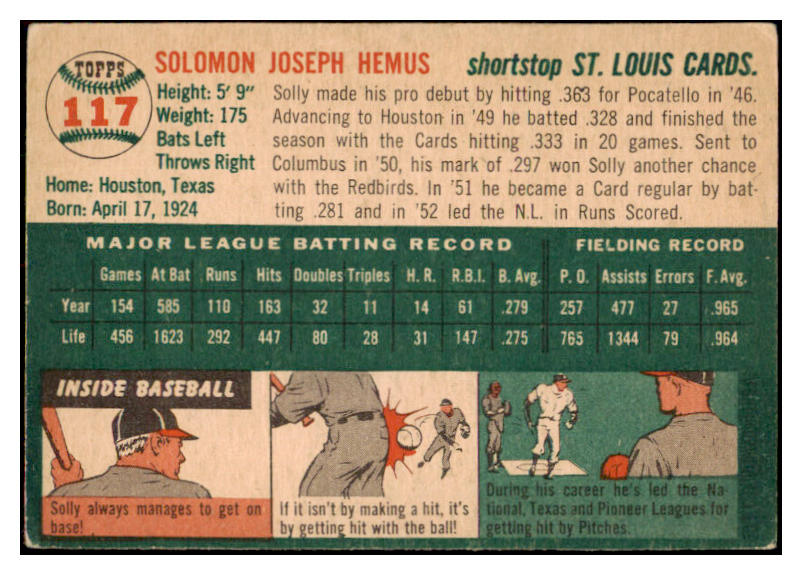 TOPPS
117
SOLOMON JOSEPH HEMUS shortstop ST. LOUIS CARDS.
Height: 5' 9"
Weight: 175
Bats Left
Throws Right
Home: Houston, Texas
Born: April 17, 1924
Solly made his pro debut by hitting .363 for Pocatello in '46.
Advancing to Houston in '49 he batted .328 and finished the
season with the Cards hitting .333 in 20 games. Sent to
Columbus in '50, his mark of .297 won Solly another chance
with the Redbirds. In '51 he became a Card regular by bat-
ting .281 and in '52 led the N.L. in Runs Scored.
MAJOR LEAGUE BATTING RECORD FIELDING RECORD
Games At Bat Runs Hits Doubles Triples H. R. R.B.I. B. Avg. P. O. Assists Errors F. Avg.
Year 154 585 110 163 32 11 14 61 .279 257 477 27 .965
Life 456 1623 292 447 80 28 31 147 .275 765 1344 79 .964
INSIDE BASEBALL
Solly always manages to get on
base!
If it isn't by making a hit, it's
by getting hit with the ball!
During his career he's led the Na-
tional, Texas and Pioneer Leagues for
getting hit by Pitches.